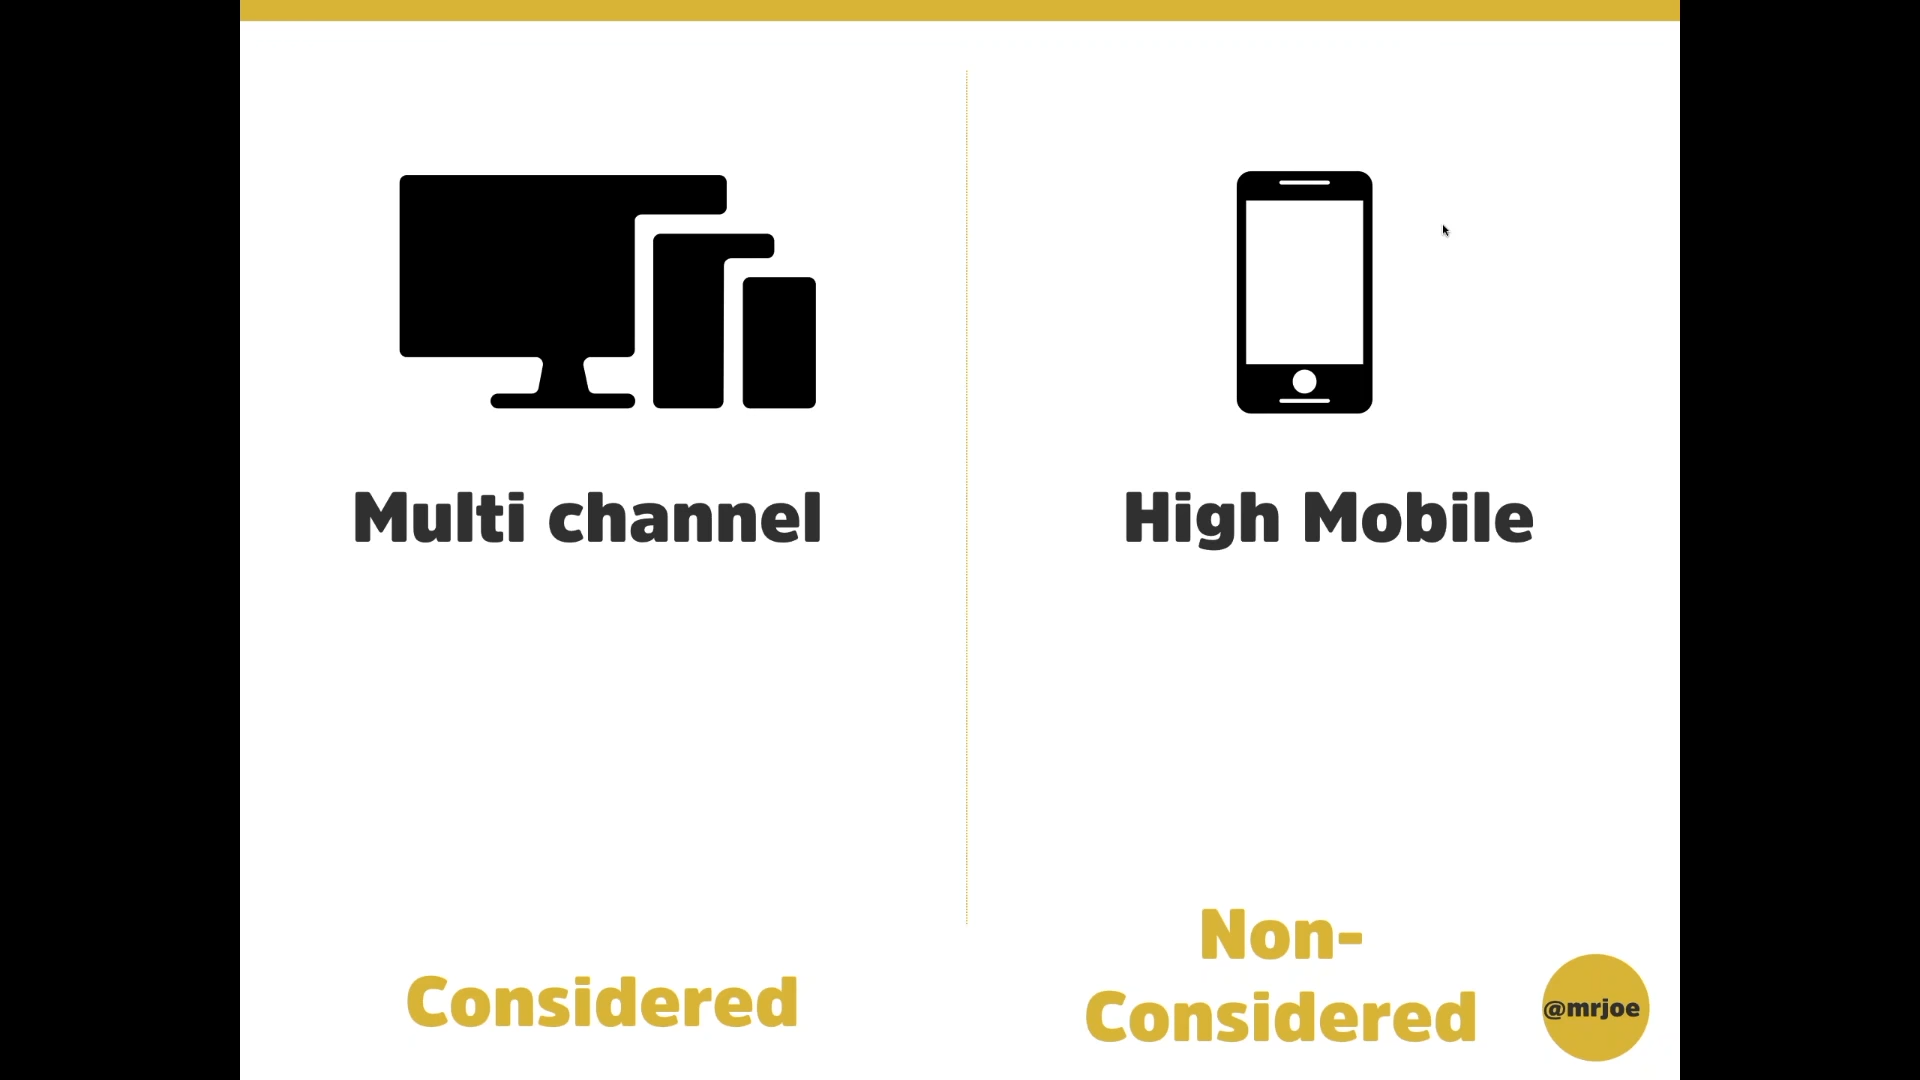 Multi channel
High Mobile
Considered
Non-
Considered
@mrjoe